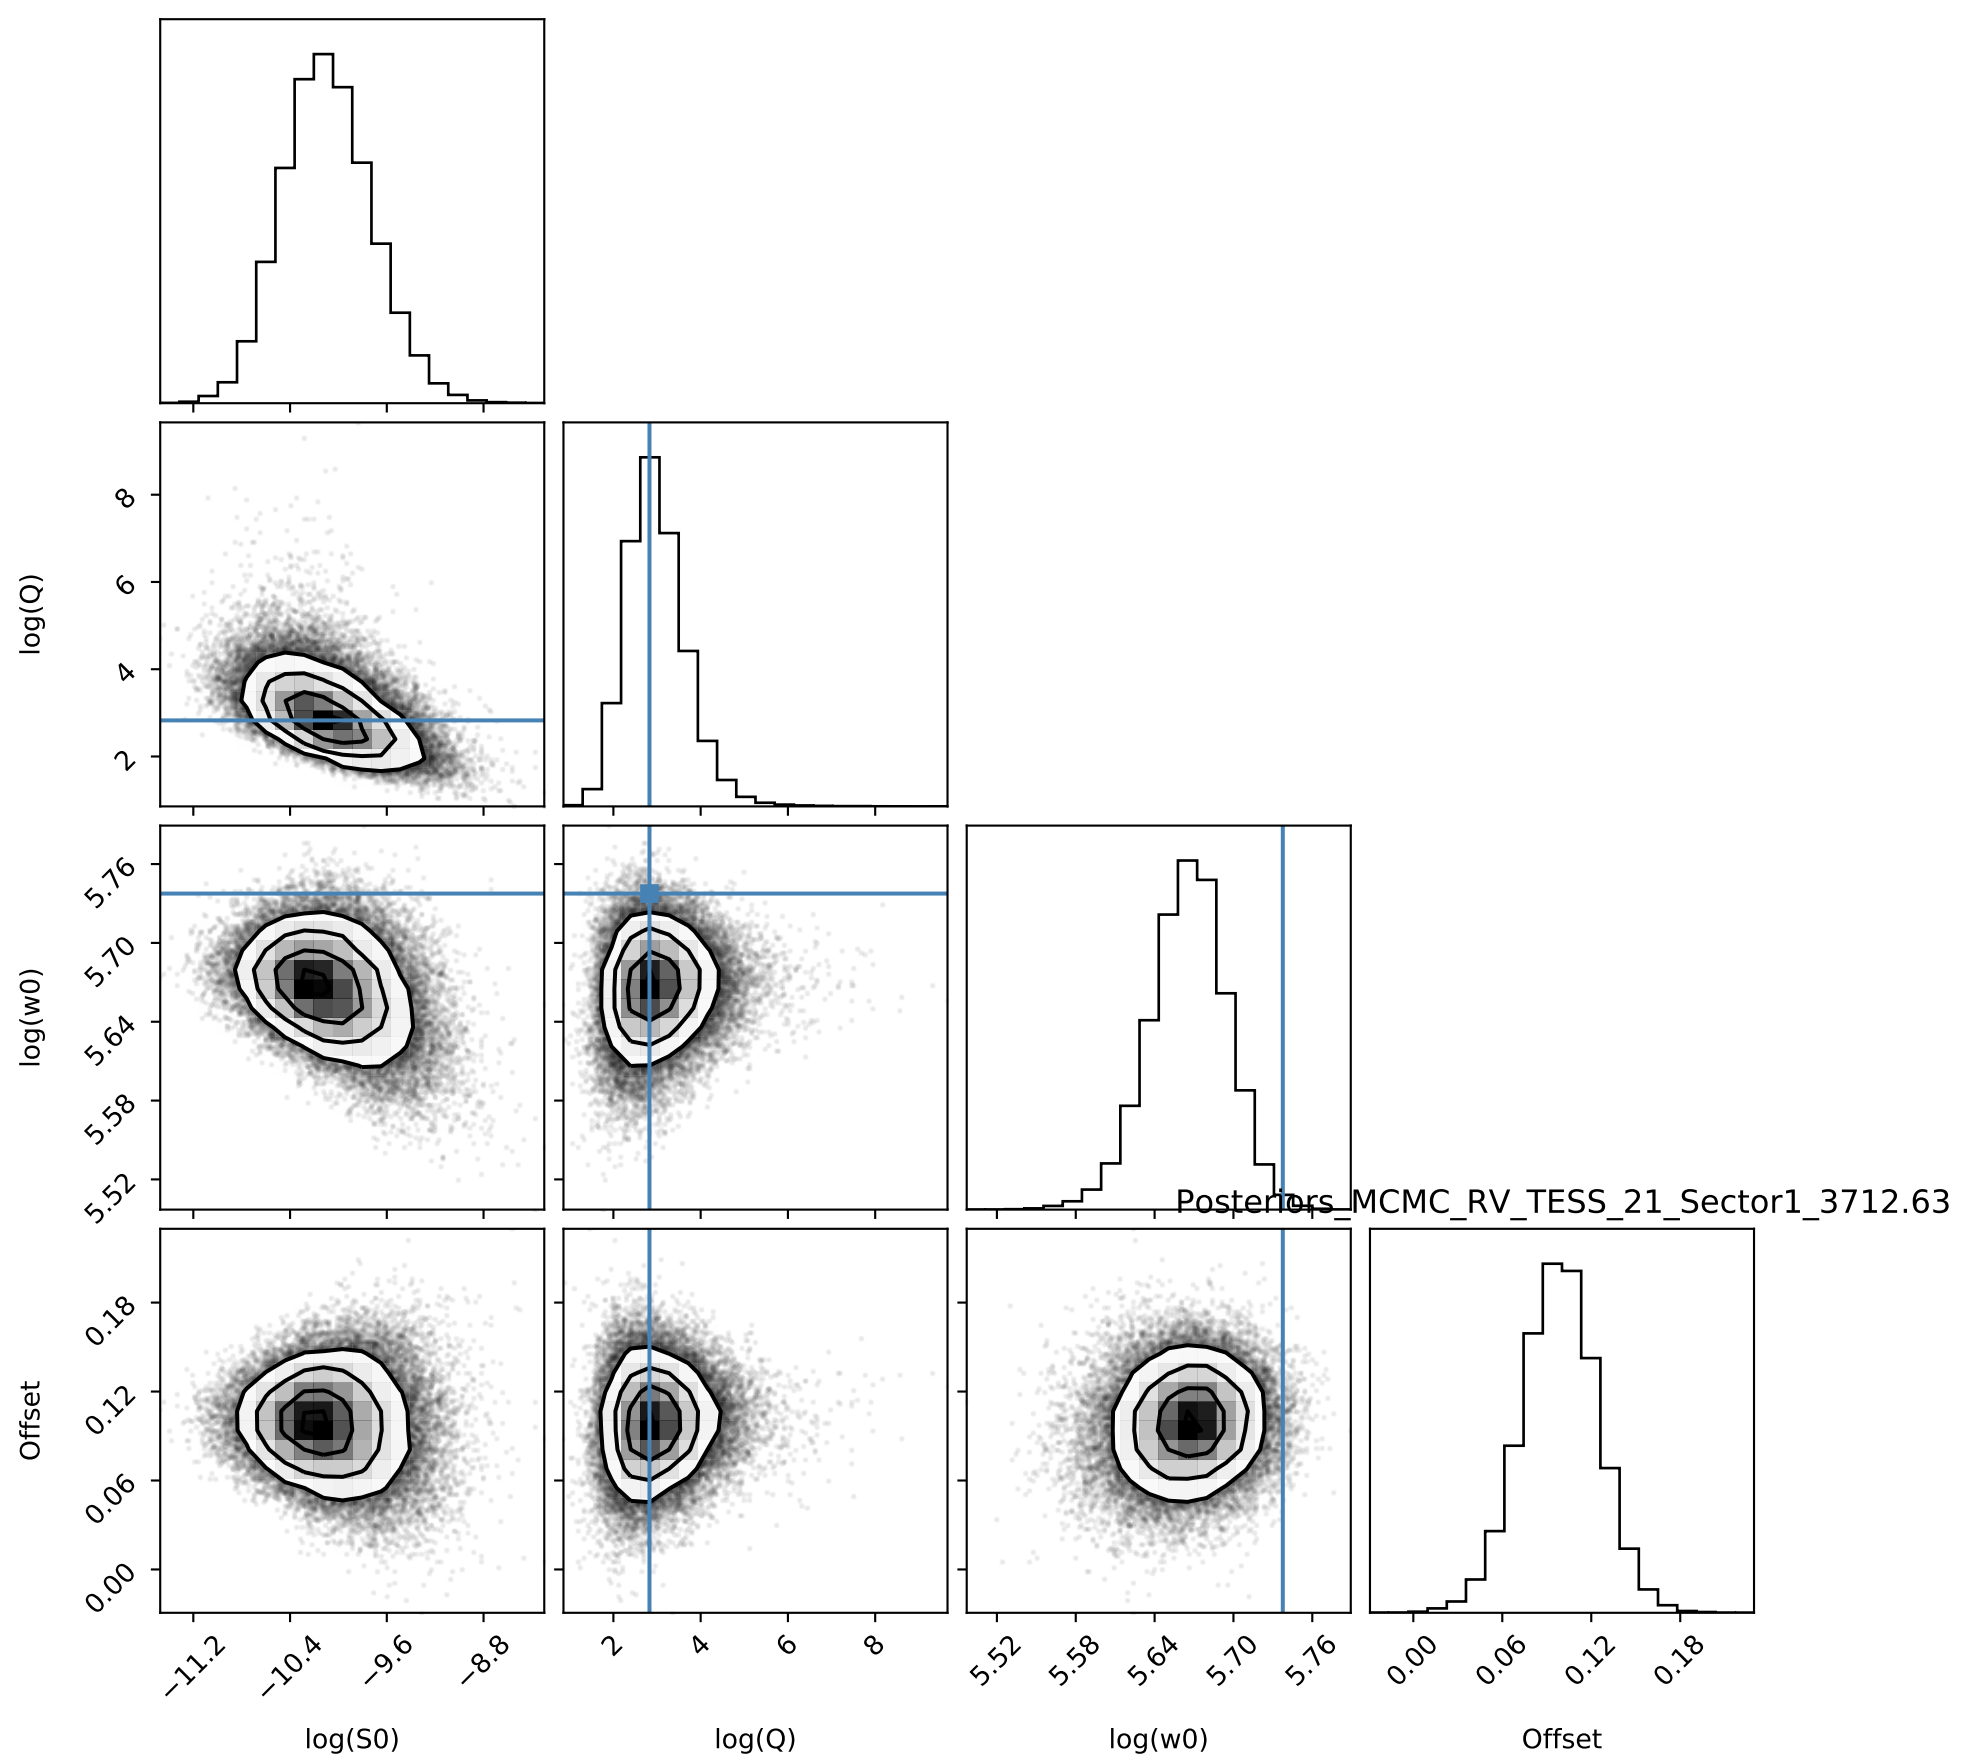 log(Q)
8
6
4
2
log(w0)
5.76
5.70
5.64
5.58
5.52
Posteriors_MCMC_RV_TESS_21_Sector1_3712.63
Offset
0.18
0.12
0.06
0.00
−11.2 −10.4 −9.6 −8.8 2 4 6 8 5.52 5.58 5.64 5.70 5.76 0.00 0.06 0.12 0.18
log(S0) log(Q) log(w0) Offset